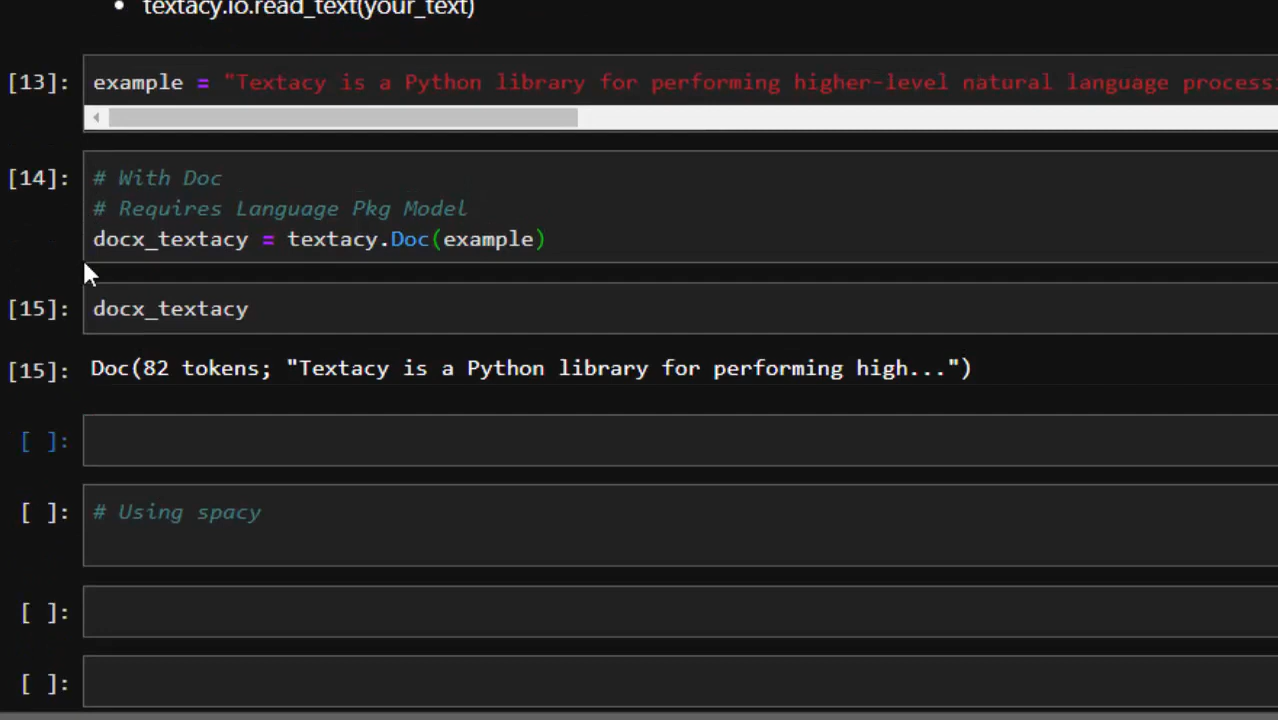 • textacy.io.read_text(your_text)
[13]: example = "Textacy is a Python library for performing higher-level natural language process
[14]: # With Doc
# Requires Language Pkg Model
docx_textacy = textacy.Doc(example)
[15]: docx_textacy
[15]: Doc(82 tokens; "Textacy is a Python library for performing high...")
[ ]:
[ ]: # Using spacy
[ ]:
[ ]: